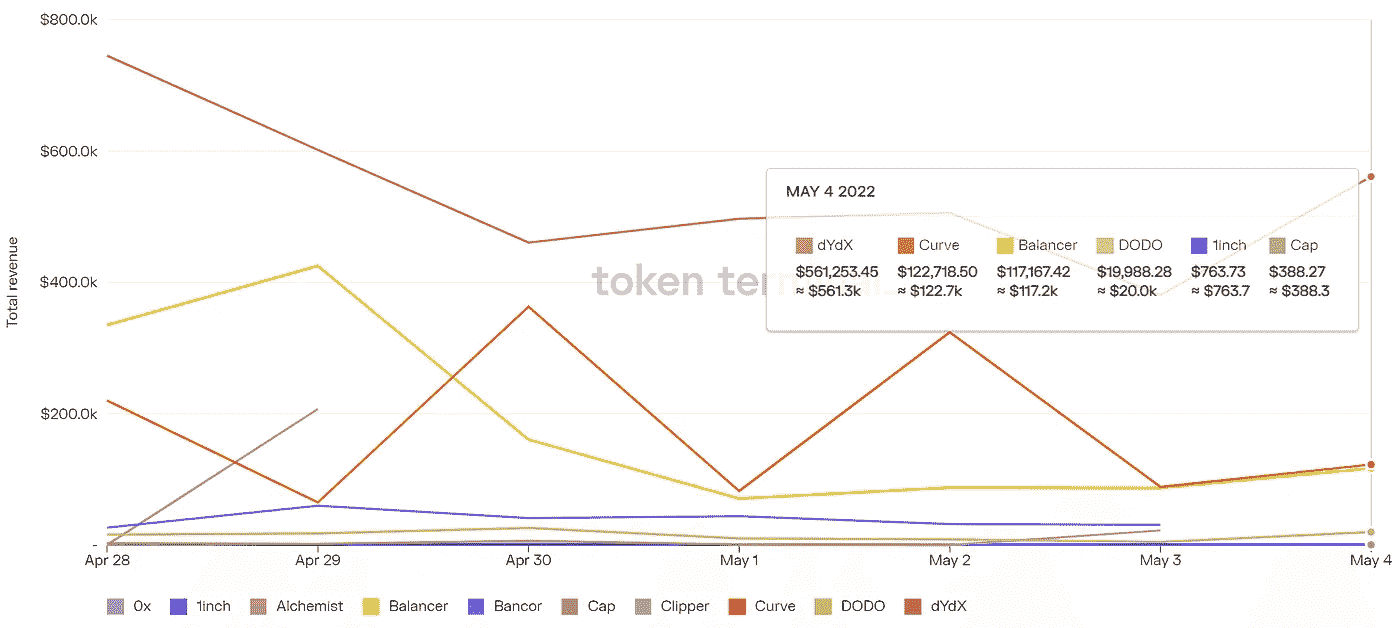 $800.0k
$600.0k
$400.0k
$200.0k
-
Total revenue
token ter
MAY 4 2022
dYdX Curve Balancer DODO 1inch Cap
$561,253.45 $122,718.50 $117,167.42 $19,988.28 $763.73 $388.27
≈ $561.3k ≈ $122.7k ≈ $117.2k ≈ $20.0k ≈ $763.7 ≈ $388.3
Apr 28 Apr 29 Apr 30 May 1 May 2 May 3 May 4
0x 1inch Alchemist Balancer Bancor Cap Clipper Curve DODO dYdX